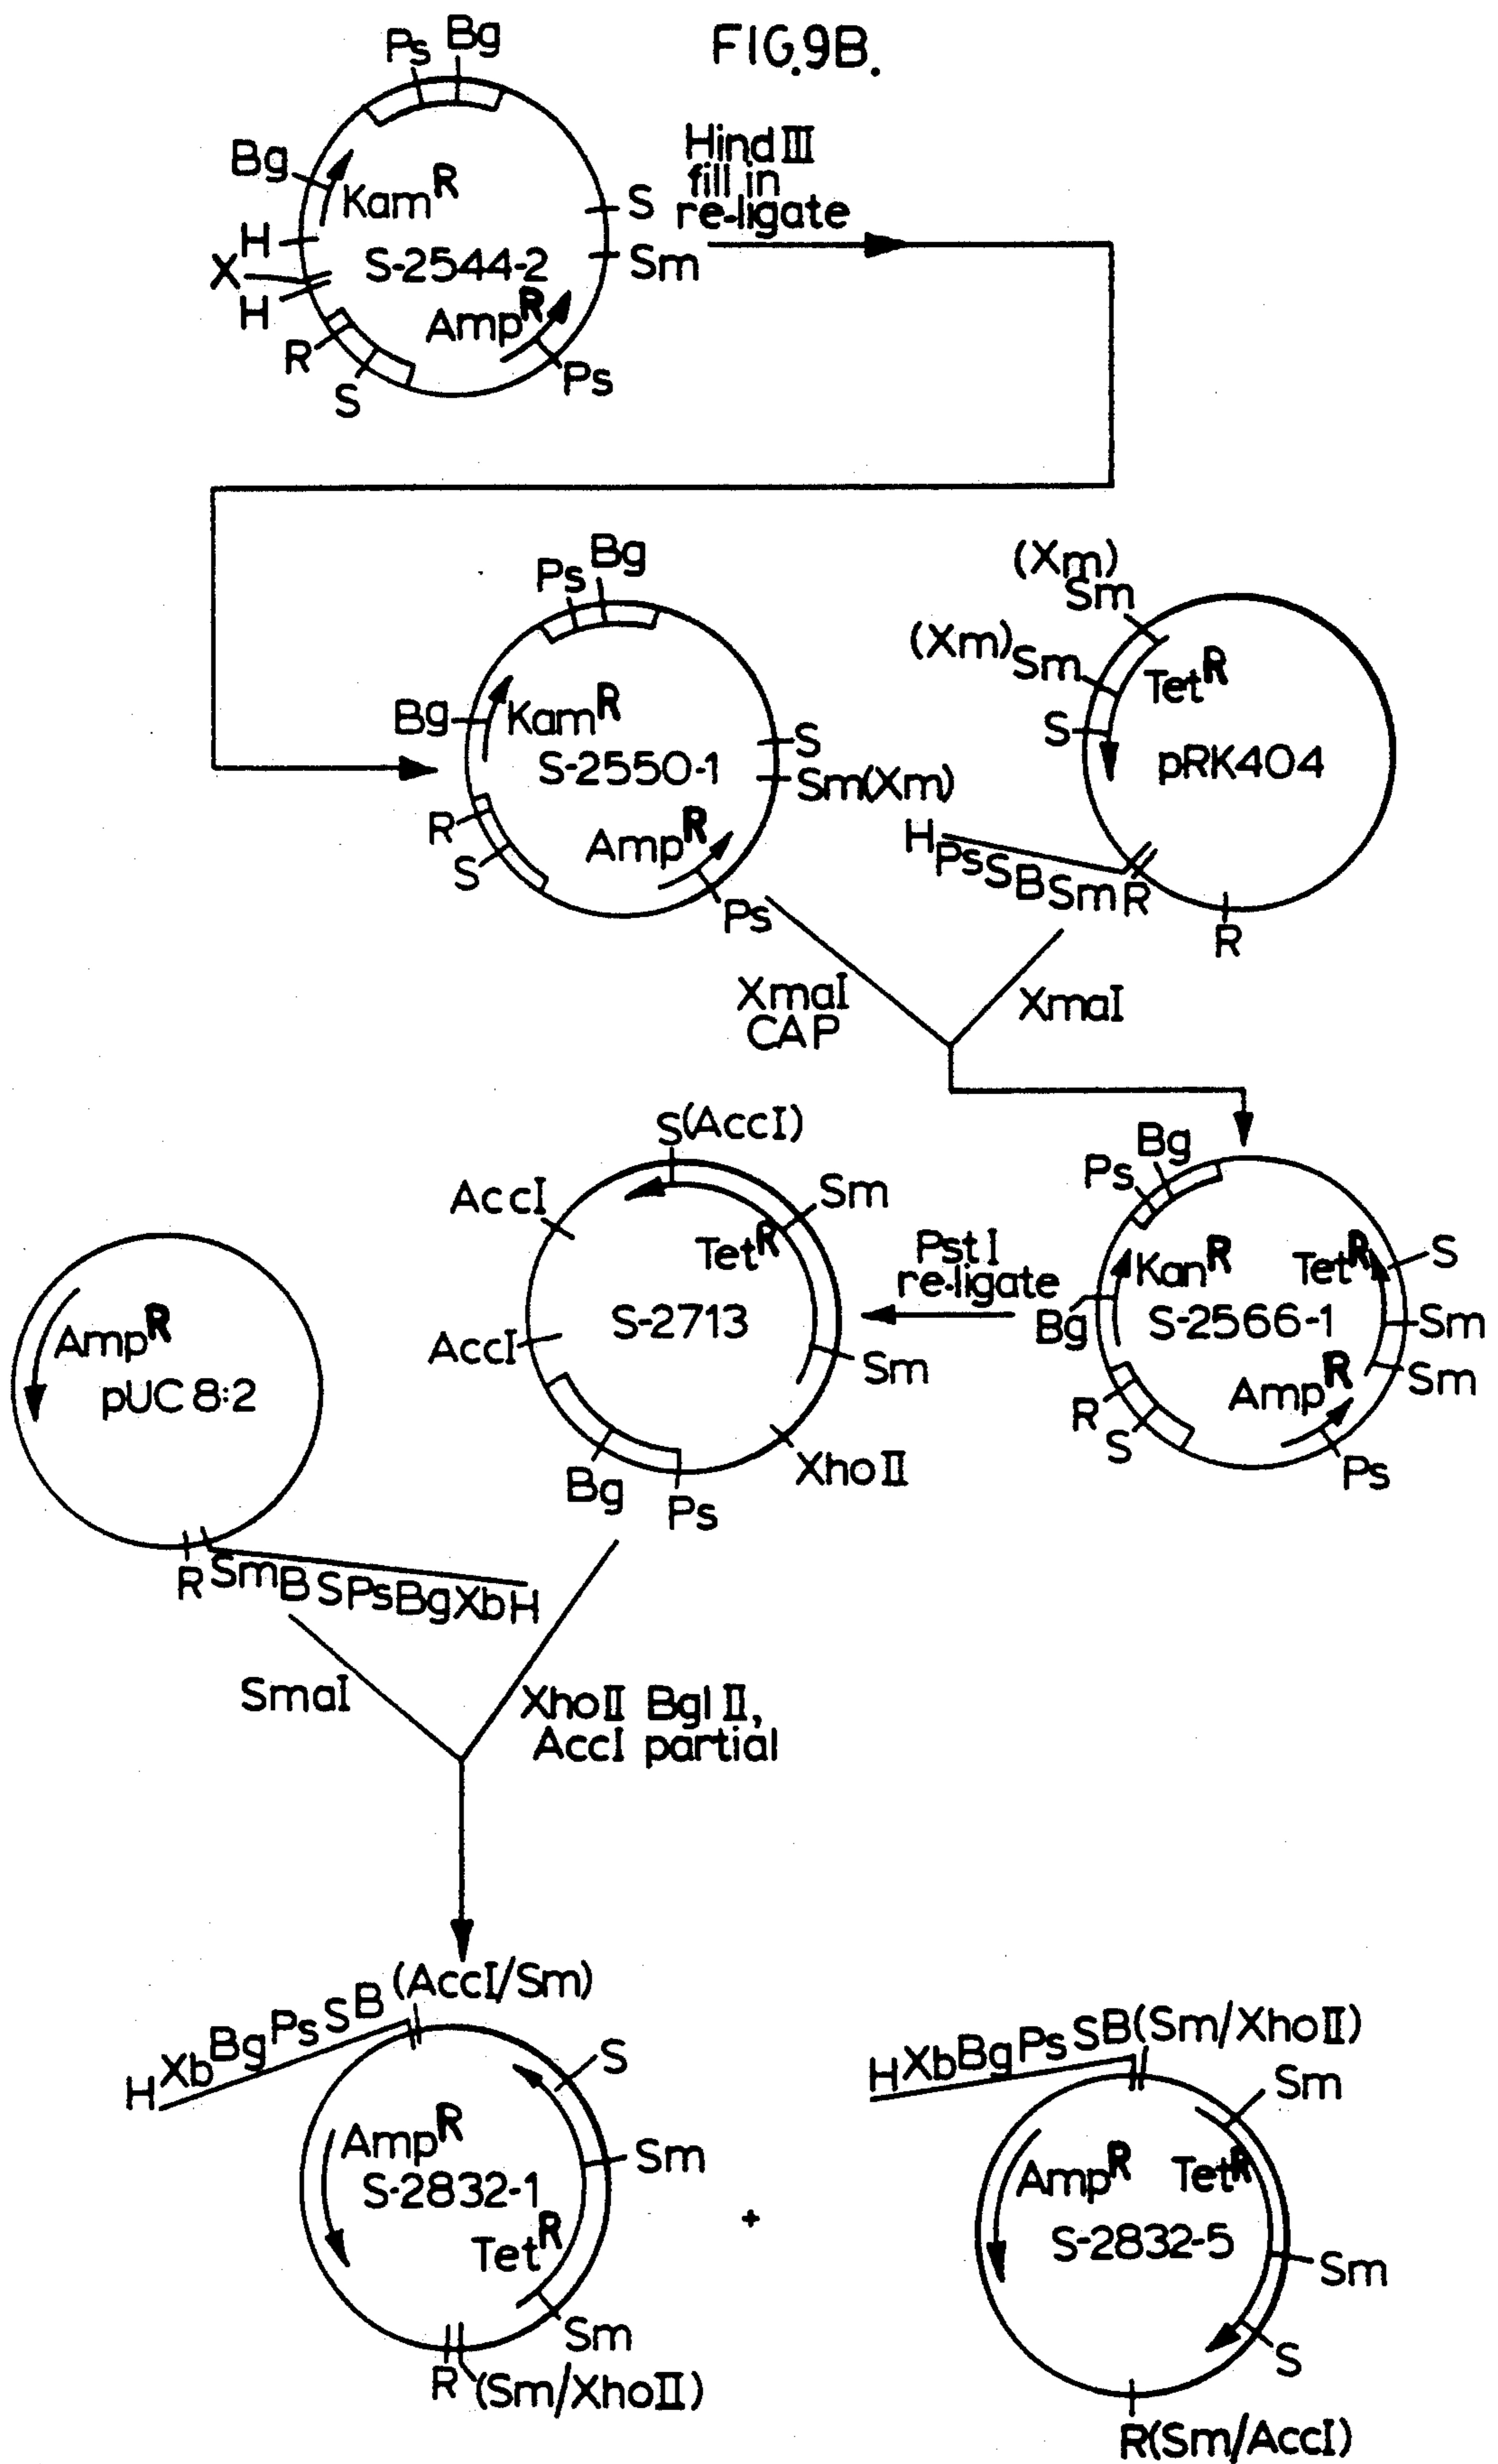 FIG.9B.
Ps Bg
Bg
Kam R
H
X
H
S-2544-2
Amp R
R
S
Ps
S
Sm
Hind III
fill in
re-ligate
Ps Bg
Bg
Kam R
S-2550-1
S
Sm(Xm)
R
S
Amp R
Ps
(Xm)
Sm
(Xm)Sm
Tet R
S
pRK404
H Ps S B Sm R
R
XmaI
CAP
XmaI
S(AccI)
AccI
Sm
Tet R
AccI
S-2713
Sm
XhoII
Bg
Ps
PstI
re-ligate
Ps Bg
Kan R
Tet R
S
Bg
S-2566-1
Sm
Sm
Amp R
R
S
Ps
Amp R
pUC 8:2
R Sm B S Ps Bg Xb H
SmaI
XhoII Bgl II,
AccI partial
H Xb Bg Ps S B (AccI/Sm)
S
Amp R
S-2832-1
Sm
Tet R
Sm
R (Sm/XhoII)
+
H Xb Bg Ps S B (Sm/XhoII)
Sm
Amp R
Tet R
S-2832-5
Sm
S
R(Sm/AccI)